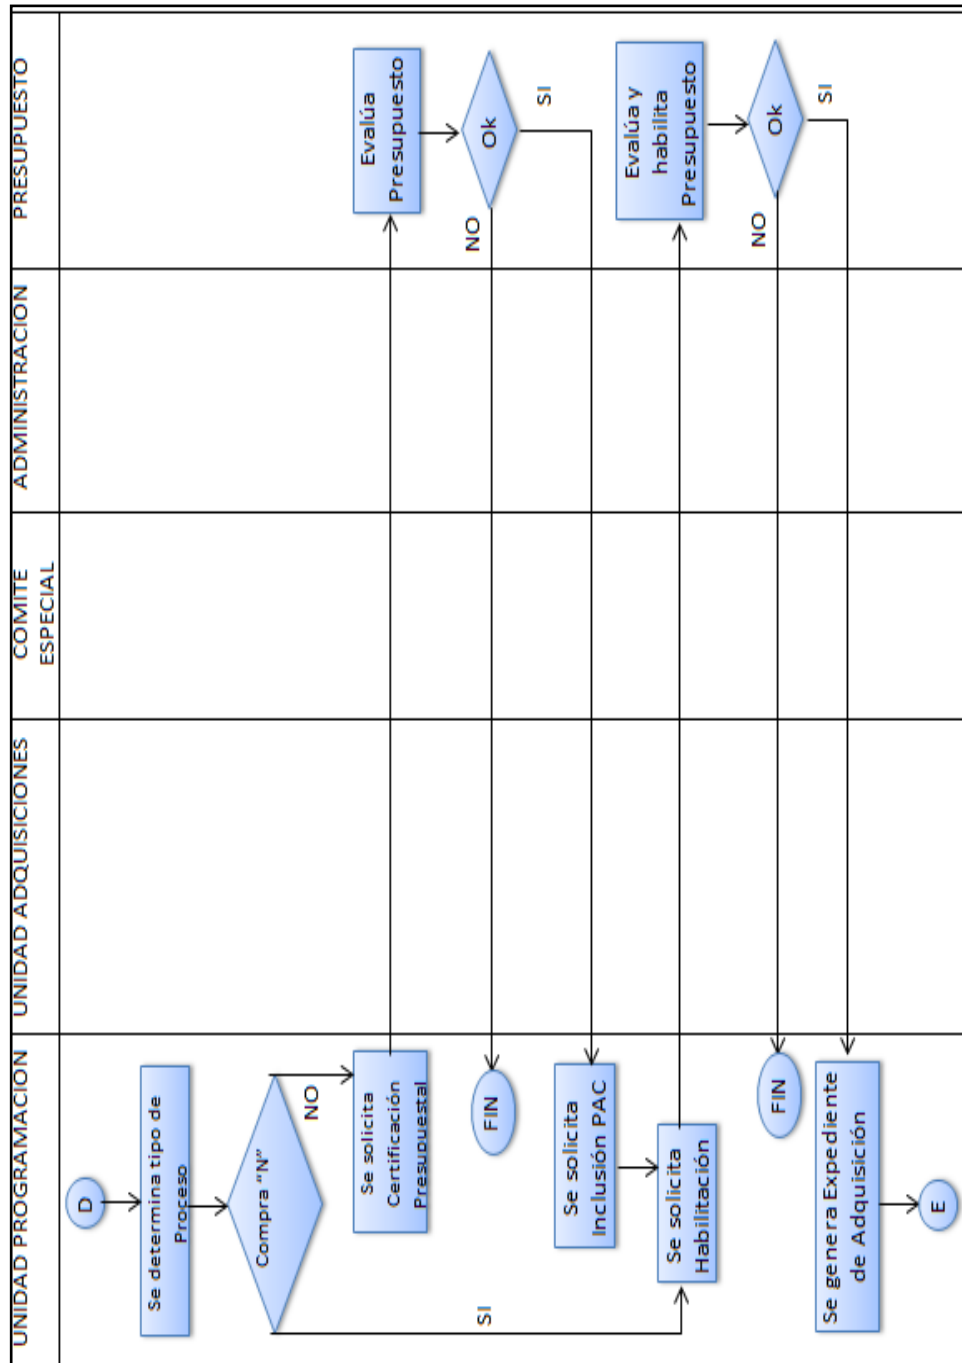 UNIDAD PROGRAMACION
UNIDAD ADQUISICIONES
COMITE
ESPECIAL
ADMINISTRACION
PRESUPUESTO
D
Se determina tipo de
Proceso
Compra “N”
NO
SI
Se solicita
Certificación
Presupuestal
Evalúa
Presupuesto
Ok
NO
SI
FIN
Se solicita
Inclusión PAC
Se solicita
Habilitación
Evalúa y
habilita
Presupuesto
Ok
NO
SI
FIN
Se genera Expediente
de Adquisición
E